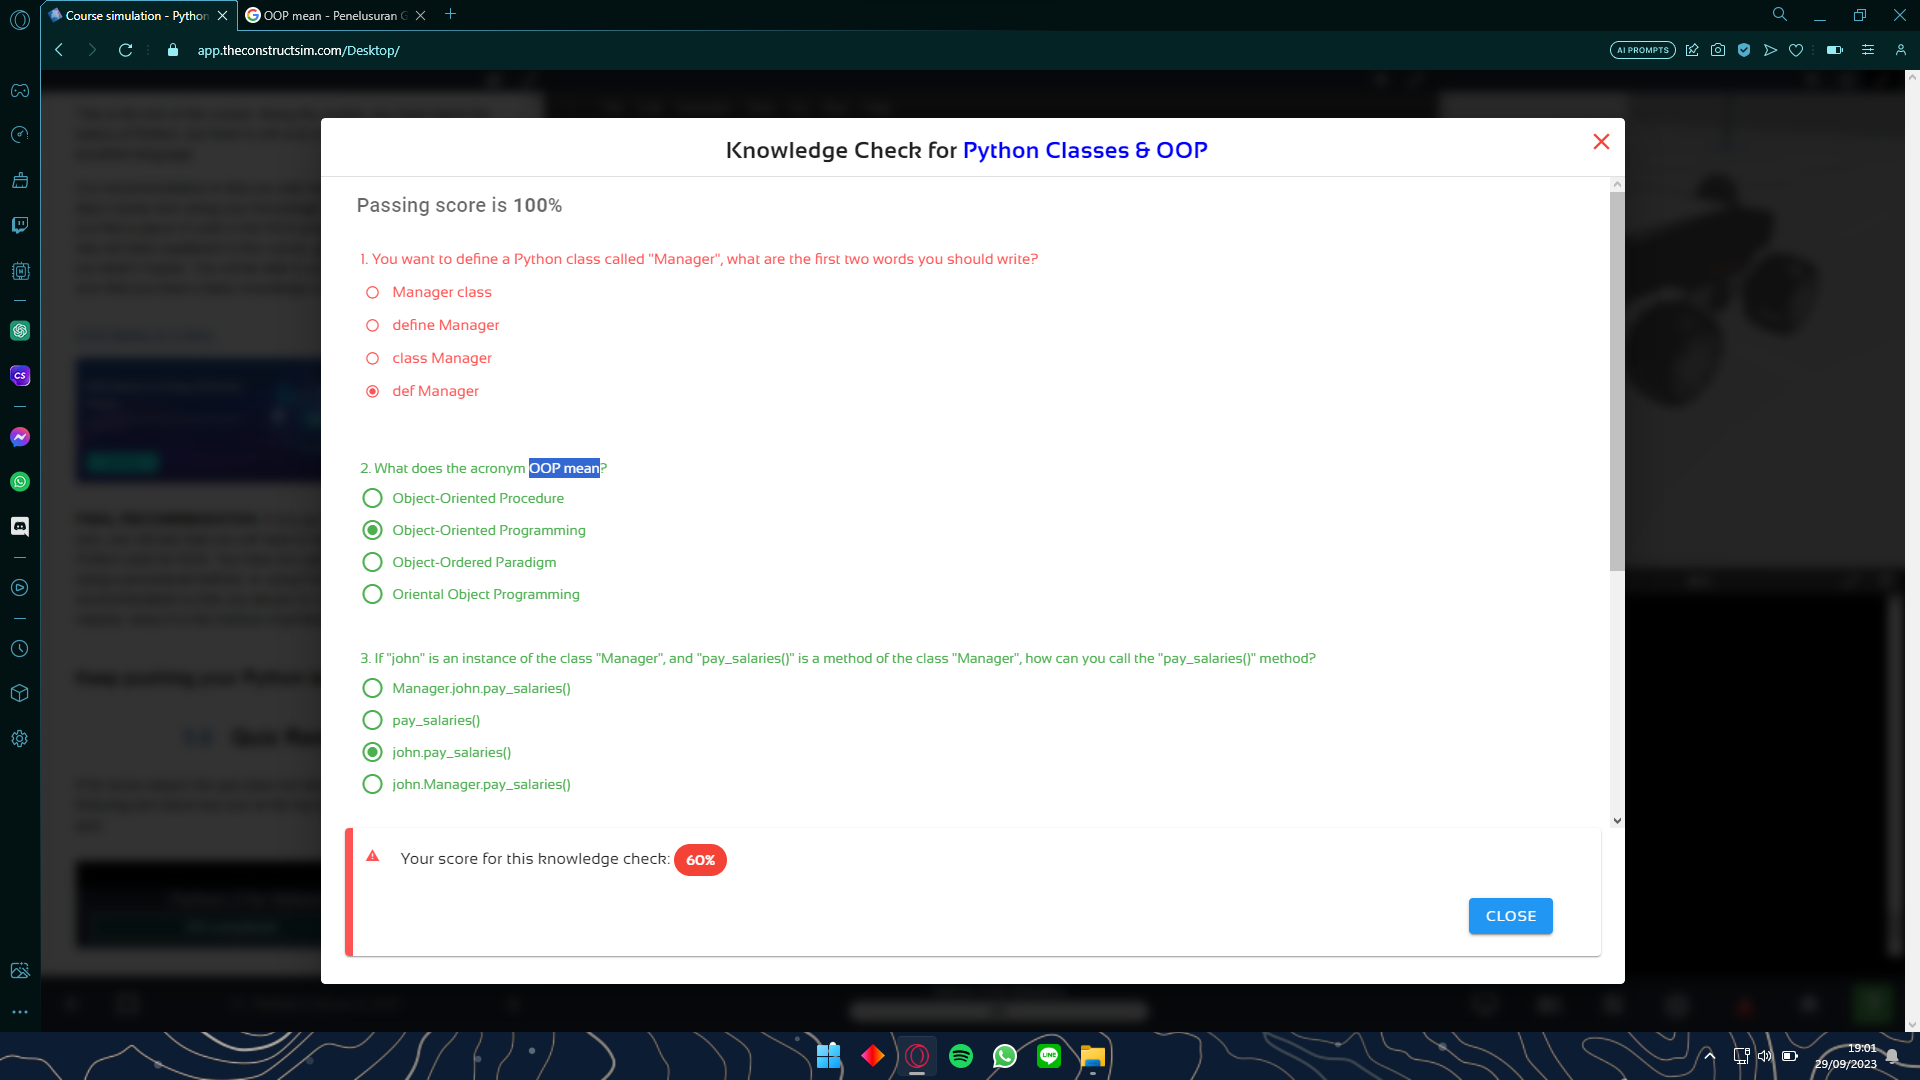 Course simulation - Python
OOP mean - Penelusuran G
app.theconstructsim.com/Desktop/
AI PROMPTS
Knowledge Check for Python Classes & OOP
Passing score is 100%
1. You want to define a Python class called "Manager", what are the first two words you should write?
Manager class
define Manager
class Manager
def Manager
2. What does the acronym OOP mean?
Object-Oriented Procedure
Object-Oriented Programming
Object-Ordered Paradigm
Oriental Object Programming
3. If "john" is an instance of the class "Manager", and "pay_salaries()" is a method of the class "Manager", how can you call the "pay_salaries()" method?
Manager.john.pay_salaries()
pay_salaries()
john.pay_salaries()
john.Manager.pay_salaries()
Your score for this knowledge check: 60%
CLOSE
CS
LINE
19:01
29/09/2023